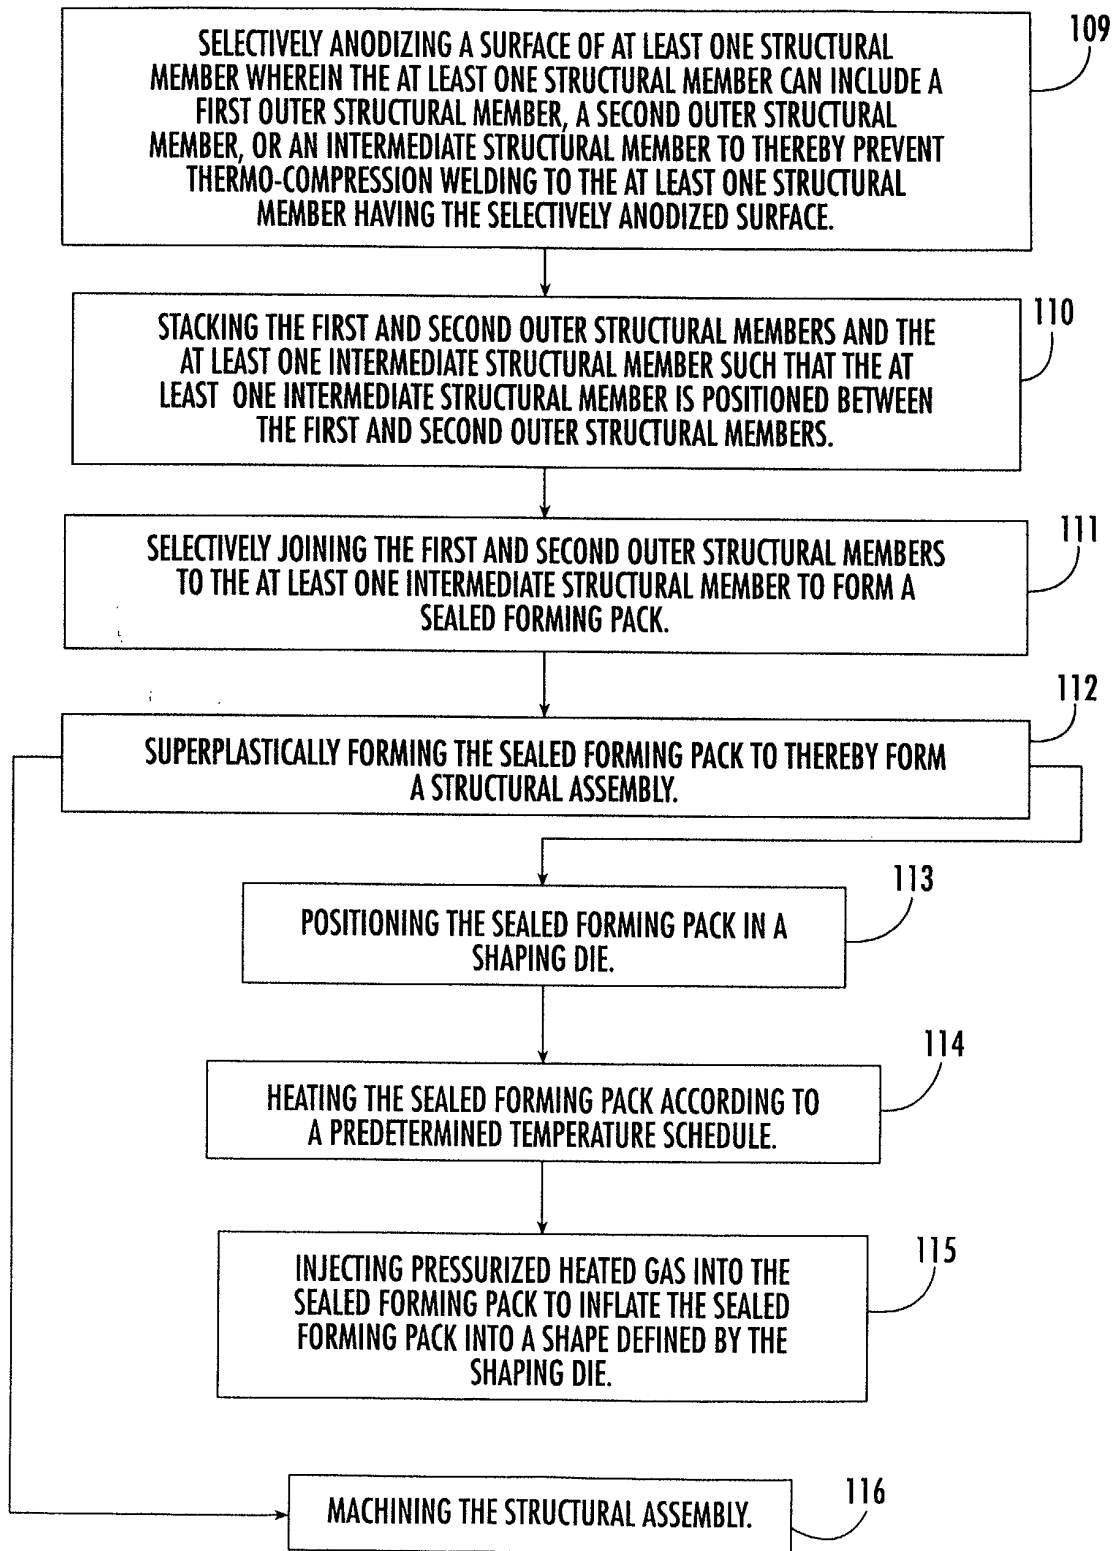 109
SELECTIVELY ANODIZING A SURFACE OF AT LEAST ONE STRUCTURAL
MEMBER WHEREIN THE AT LEAST ONE STRUCTURAL MEMBER CAN INCLUDE A
FIRST OUTER STRUCTURAL MEMBER, A SECOND OUTER STRUCTURAL
MEMBER, OR AN INTERMEDIATE STRUCTURAL MEMBER TO THEREBY PREVENT
THERMO-COMPRESSION WELDING TO THE AT LEAST ONE STRUCTURAL
MEMBER HAVING THE SELECTIVELY ANODIZED SURFACE.
110
STACKING THE FIRST AND SECOND OUTER STRUCTURAL MEMBERS AND THE
AT LEAST ONE INTERMEDIATE STRUCTURAL MEMBER SUCH THAT THE AT
LEAST ONE INTERMEDIATE STRUCTURAL MEMBER IS POSITIONED BETWEEN
THE FIRST AND SECOND OUTER STRUCTURAL MEMBERS.
111
SELECTIVELY JOINING THE FIRST AND SECOND OUTER STRUCTURAL MEMBERS
TO THE AT LEAST ONE INTERMEDIATE STRUCTURAL MEMBER TO FORM A
SEALED FORMING PACK.
112
SUPERPLASTICALLY FORMING THE SEALED FORMING PACK TO THEREBY FORM
A STRUCTURAL ASSEMBLY.
113
POSITIONING THE SEALED FORMING PACK IN A
SHAPING DIE.
114
HEATING THE SEALED FORMING PACK ACCORDING TO
A PREDETERMINED TEMPERATURE SCHEDULE.
115
INJECTING PRESSURIZED HEATED GAS INTO THE
SEALED FORMING PACK TO INFLATE THE SEALED
FORMING PACK INTO A SHAPE DEFINED BY THE
SHAPING DIE.
116
MACHINING THE STRUCTURAL ASSEMBLY.